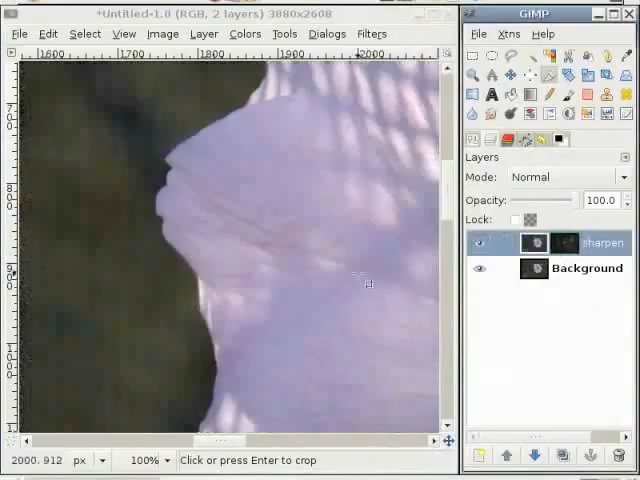 *Untitled-1.0 (RGB, 2 layers) 3880x2608
File Edit Select View Image Layer Colors Tools Dialogs Filters
1600 1700 1800 1900 2000
2000, 912 px 100% Click or press Enter to crop
GIMP
File Xtns Help
Layers
Mode: Normal
Opacity: 100.0
Lock:
sharpen
Background